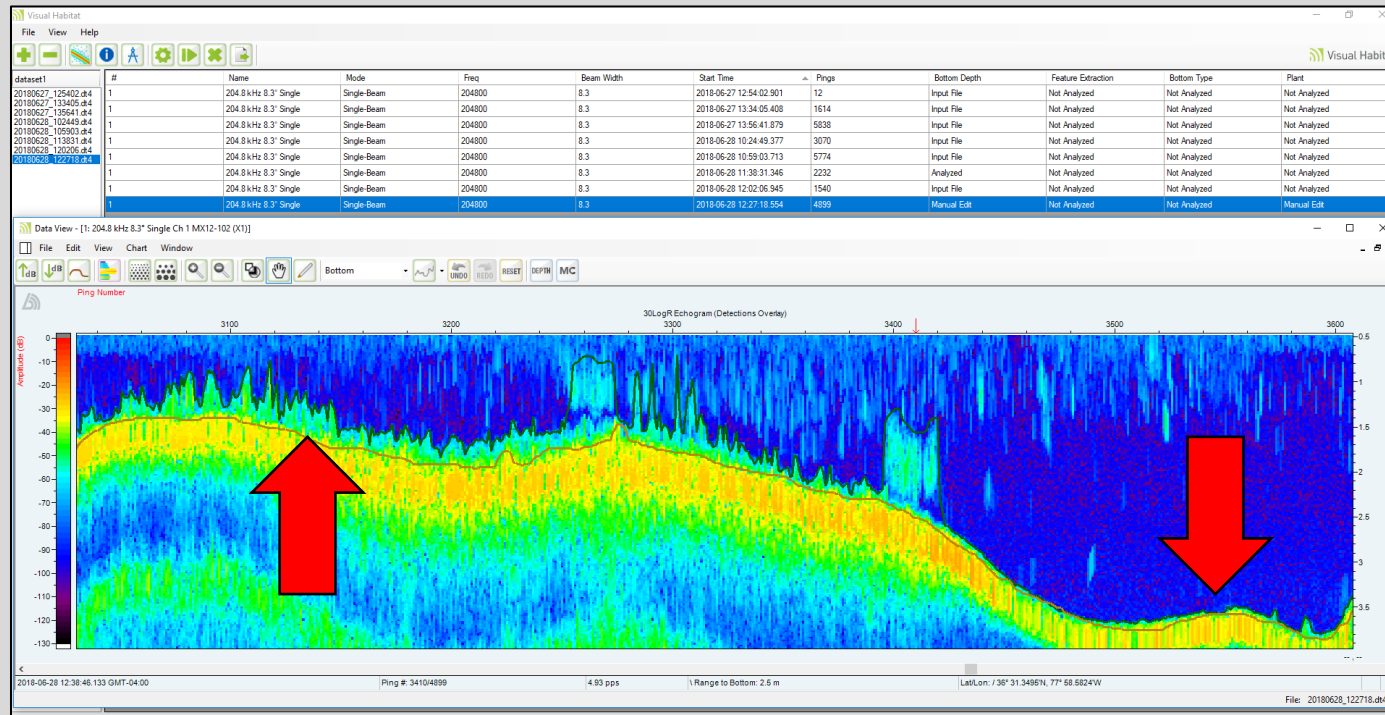 Visual Habitat
File View Help
Visual Habit
dataset1 # Name Mode Freq Beam Width Start Time Pings Bottom Depth Feature Extraction Bottom Type Plant
20180627_125402.dt4 1 204.8 kHz 8.3° Single Single-Beam 204800 8.3 2018-06-27 12:54:02.901 12 Input File Not Analyzed Not Analyzed Not Analyzed
20180627_133405.dt4 1 204.8 kHz 8.3° Single Single-Beam 204800 8.3 2018-06-27 13:34:05.408 1614 Input File Not Analyzed Not Analyzed Not Analyzed
20180627_135641.dt4 1 204.8 kHz 8.3° Single Single-Beam 204800 8.3 2018-06-27 13:56:41.879 5838 Input File Not Analyzed Not Analyzed Not Analyzed
20180628_102449.dt4 1 204.8 kHz 8.3° Single Single-Beam 204800 8.3 2018-06-28 10:24:49.377 3070 Input File Not Analyzed Not Analyzed Not Analyzed
20180628_105903.dt4 1 204.8 kHz 8.3° Single Single-Beam 204800 8.3 2018-06-28 10:59:03.713 5774 Input File Not Analyzed Not Analyzed Not Analyzed
20180628_113831.dt4 1 204.8 kHz 8.3° Single Single-Beam 204800 8.3 2018-06-28 11:38:31.346 2232 Analyzed Not Analyzed Not Analyzed Not Analyzed
20180628_120206.dt4 1 204.8 kHz 8.3° Single Single-Beam 204800 8.3 2018-06-28 12:02:06.945 1540 Input File Not Analyzed Not Analyzed Not Analyzed
20180628_122718.dt4 1 204.8 kHz 8.3° Single Single-Beam 204800 8.3 2018-06-28 12:27:18.554 4899 Manual Edit Not Analyzed Not Analyzed Manual Edit
Data View - [1: 204.8 kHz 8.3° Single Ch 1 MX12-102 (X1)]
File Edit View Chart Window
dB dB Bottom UNDO REDO RESET DEPTH MC
Ping Number
30LogR Echogram (Detections Overlay)
3100 3200 3300 3400 3500 3600
Amplitude (dB)
0
-10
-20
-30
-40
-50
-60
-70
-80
-90
-100
-110
-120
-130
0.5
1
1.5
2
2.5
3
3.5
-- , --
2018-06-28 12:38:46.133 GMT-04:00 Ping #: 3410/4899 4.93 pps \ Range to Bottom: 2.5 m Lat/Lon: / 36° 31.3495'N, 77° 58.5824'W
File: 20180628_122718.dt4